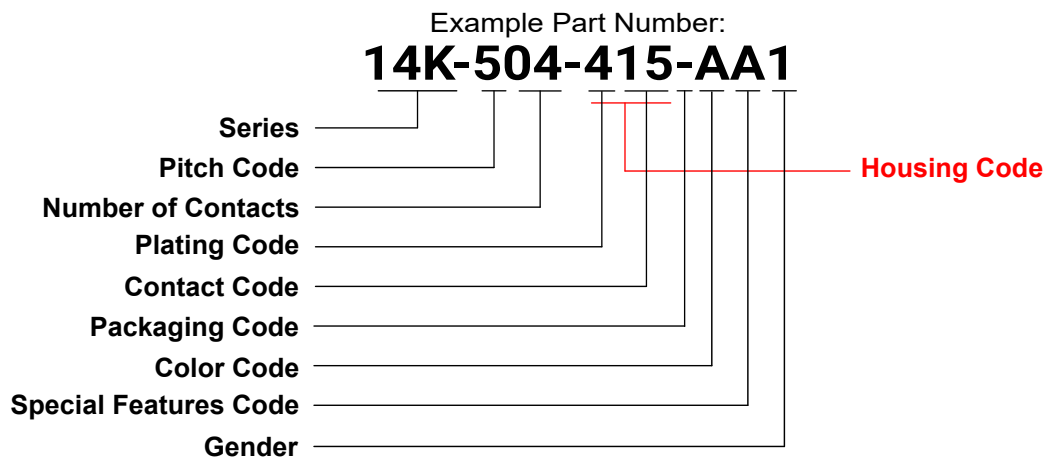 Example Part Number:
14K-504-415-AA1
Series
Pitch Code
Housing Code
Number of Contacts
Plating Code
Contact Code
Packaging Code
Color Code
Special Features Code
Gender